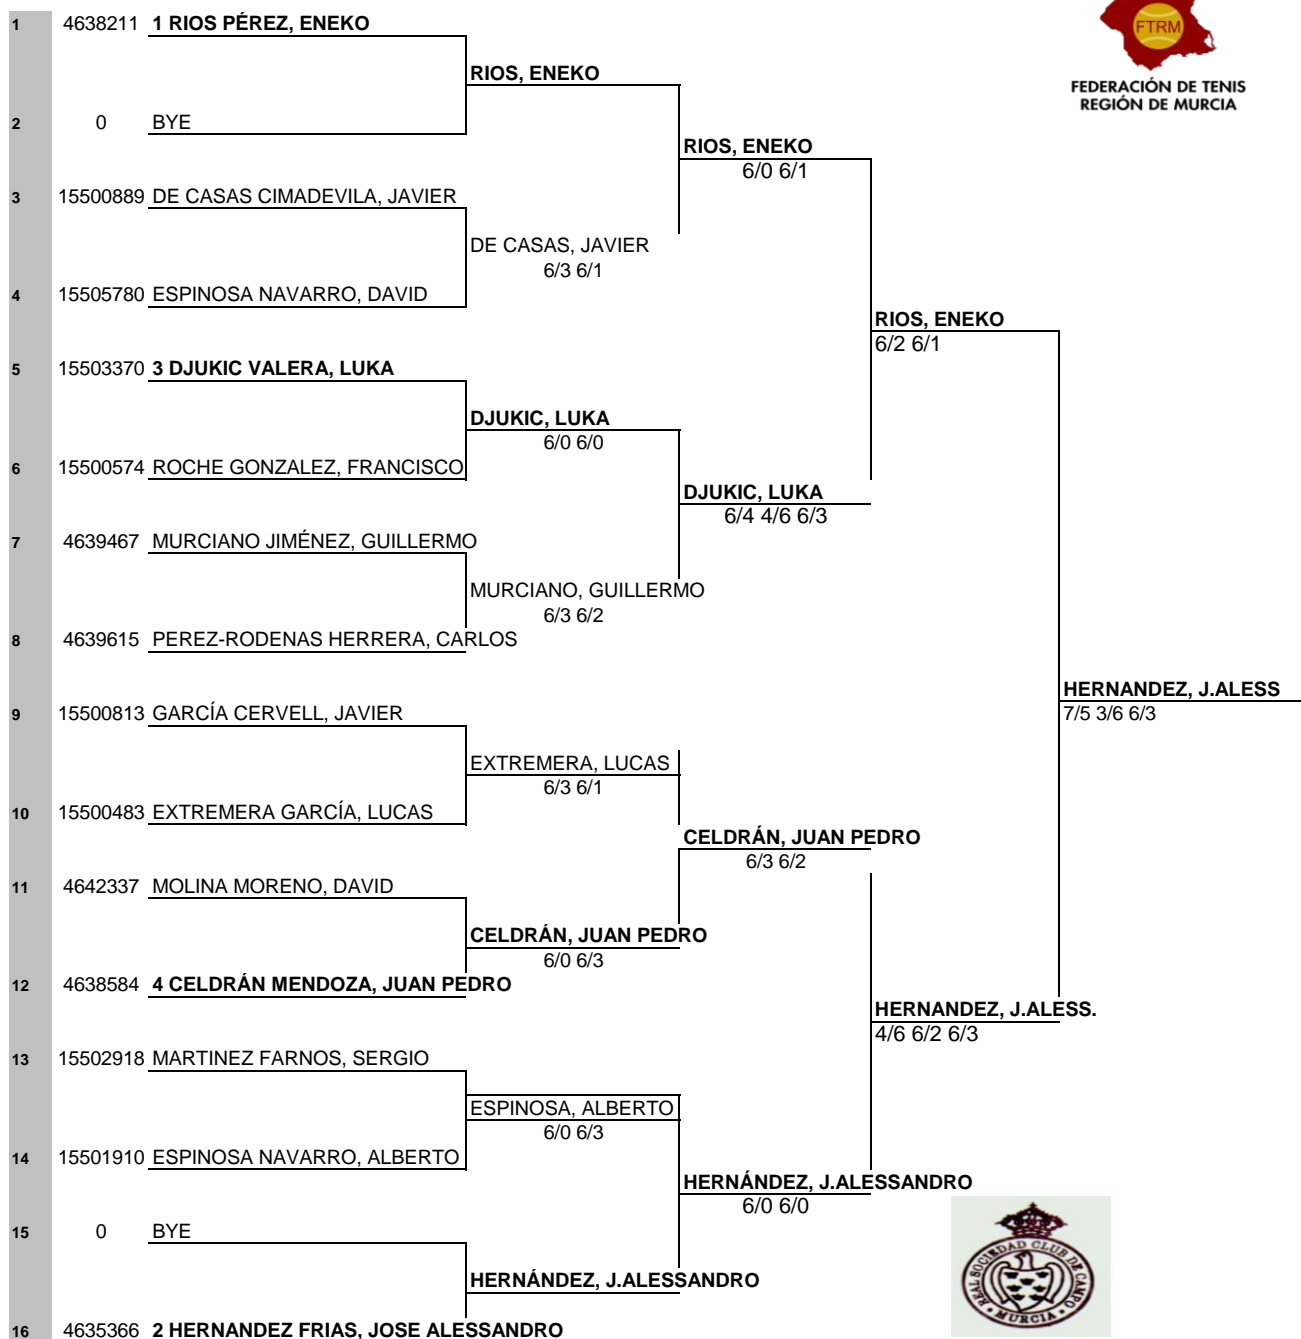 1 4638211 1 RIOS PÉREZ, ENEKO
FTRM
FEDERACIÓN DE TENIS
REGIÓN DE MURCIA
RIOS, ENEKO
2 0 BYE
RIOS, ENEKO
6/0 6/1
3 15500889 DE CASAS CIMADEVILA, JAVIER
DE CASAS, JAVIER
6/3 6/1
4 15505780 ESPINOSA NAVARRO, DAVID
RIOS, ENEKO
6/2 6/1
5 15503370 3 DJUKIC VALERA, LUKA
DJUKIC, LUKA
6/0 6/0
6 15500574 ROCHE GONZALEZ, FRANCISCO
DJUKIC, LUKA
6/4 4/6 6/3
7 4639467 MURCIANO JIMÉNEZ, GUILLERMO
MURCIANO, GUILLERMO
6/3 6/2
8 4639615 PEREZ-RODENAS HERRERA, CARLOS
HERNANDEZ, J.ALESS
7/5 3/6 6/3
9 15500813 GARCÍA CERVELL, JAVIER
EXTREMERA, LUCAS
6/3 6/1
10 15500483 EXTREMERA GARCÍA, LUCAS
CELDRÁN, JUAN PEDRO
6/3 6/2
11 4642337 MOLINA MORENO, DAVID
CELDRÁN, JUAN PEDRO
6/0 6/3
12 4638584 4 CELDRÁN MENDOZA, JUAN PEDRO
HERNANDEZ, J.ALESS.
4/6 6/2 6/3
13 15502918 MARTINEZ FARNOS, SERGIO
ESPINOSA, ALBERTO
6/0 6/3
14 15501910 ESPINOSA NAVARRO, ALBERTO
HERNÁNDEZ, J.ALESSANDRO
6/0 6/0
15 0 BYE
REAL SOCIEDAD CLUB DE CAMPO
MURCIA
HERNÁNDEZ, J.ALESSANDRO
16 4635366 2 HERNANDEZ FRIAS, JOSE ALESSANDRO